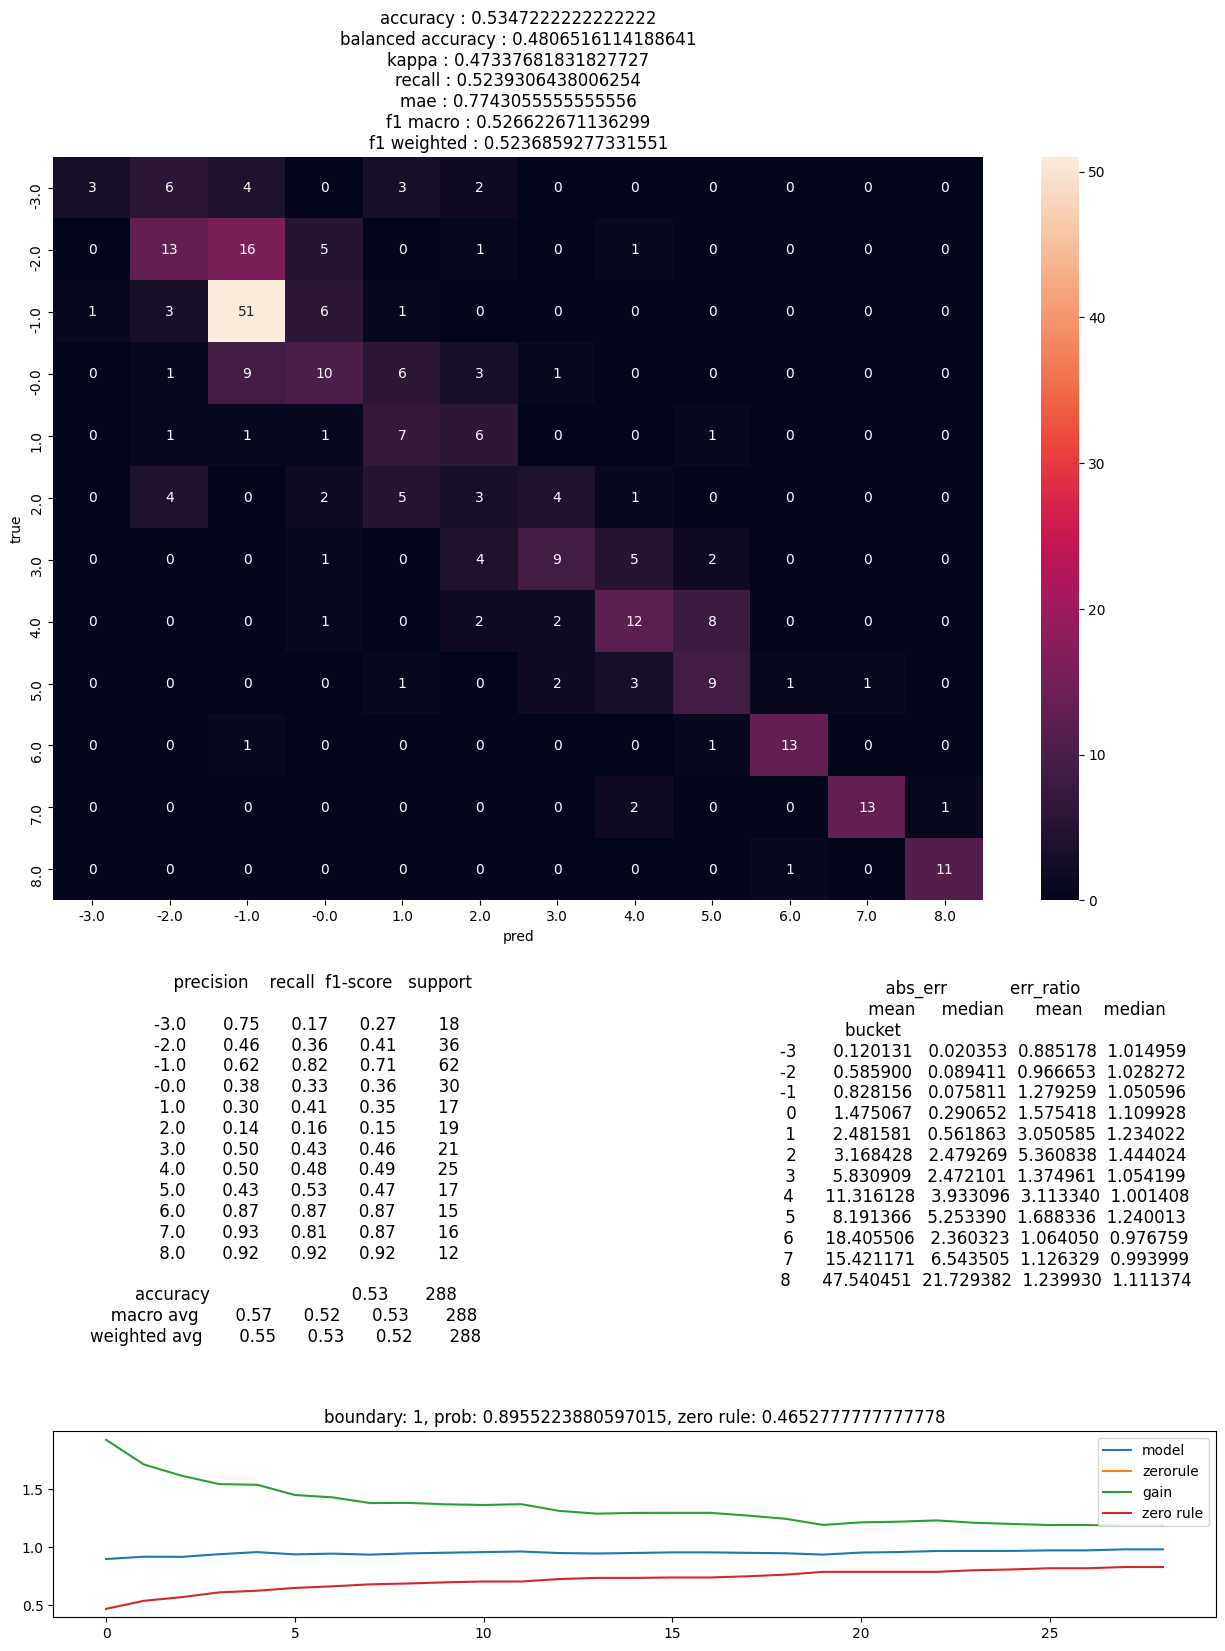 accuracy : 0.5347222222222222
balanced accuracy : 0.4806516114188641
kappa : 0.47337681831827727
recall : 0.5239306438006254
mae : 0.7743055555555556
f1 macro : 0.526622671136299
f1 weighted : 0.5236859277331551
-3.0 3 6 4 0 3 2 0 0 0 0 0 0
-2.0 0 13 16 5 0 1 0 1 0 0 0 0
-1.0 1 3 51 6 1 0 0 0 0 0 0 0
-0.0 0 1 9 10 6 3 1 0 0 0 0 0
1.0 0 1 1 1 7 6 0 0 1 0 0 0
2.0 0 4 0 2 5 3 4 1 0 0 0 0
3.0 0 0 0 1 0 4 9 5 2 0 0 0
4.0 0 0 0 1 0 2 2 12 8 0 0 0
5.0 0 0 0 0 1 0 2 3 9 1 1 0
6.0 0 0 1 0 0 0 0 0 1 13 0 0
7.0 0 0 0 0 0 0 0 2 0 0 13 1
8.0 0 0 0 0 0 0 0 0 0 1 0 11
true
-3.0 -2.0 -1.0 -0.0 1.0 2.0 3.0 4.0 5.0 6.0 7.0 8.0
pred
50
40
30
20
10
0
precision recall f1-score support
-3.0 0.75 0.17 0.27 18
-2.0 0.46 0.36 0.41 36
-1.0 0.62 0.82 0.71 62
-0.0 0.38 0.33 0.36 30
1.0 0.30 0.41 0.35 17
2.0 0.14 0.16 0.15 19
3.0 0.50 0.43 0.46 21
4.0 0.50 0.48 0.49 25
5.0 0.43 0.53 0.47 17
6.0 0.87 0.87 0.87 15
7.0 0.93 0.81 0.87 16
8.0 0.92 0.92 0.92 12
accuracy 0.53 288
macro avg 0.57 0.52 0.53 288
weighted avg 0.55 0.53 0.52 288
abs_err err_ratio
mean median mean median
bucket
-3 0.120131 0.020353 0.885178 1.014959
-2 0.585900 0.089411 0.966653 1.028272
-1 0.828156 0.075811 1.279259 1.050596
0 1.475067 0.290652 1.575418 1.109928
1 2.481581 0.561863 3.050585 1.234022
2 3.168428 2.479269 5.360838 1.444024
3 5.830909 2.472101 1.374961 1.054199
4 11.316128 3.933096 3.113340 1.001408
5 8.191366 5.253390 1.688336 1.240013
6 18.405506 2.360323 1.064050 0.976759
7 15.421171 6.543505 1.126329 0.993999
8 47.540451 21.729382 1.239930 1.111374
boundary: 1, prob: 0.8955223880597015, zero rule: 0.4652777777777778
1.5
1.0
0.5
model
zerorule
gain
zero rule
0 5 10 15 20 25